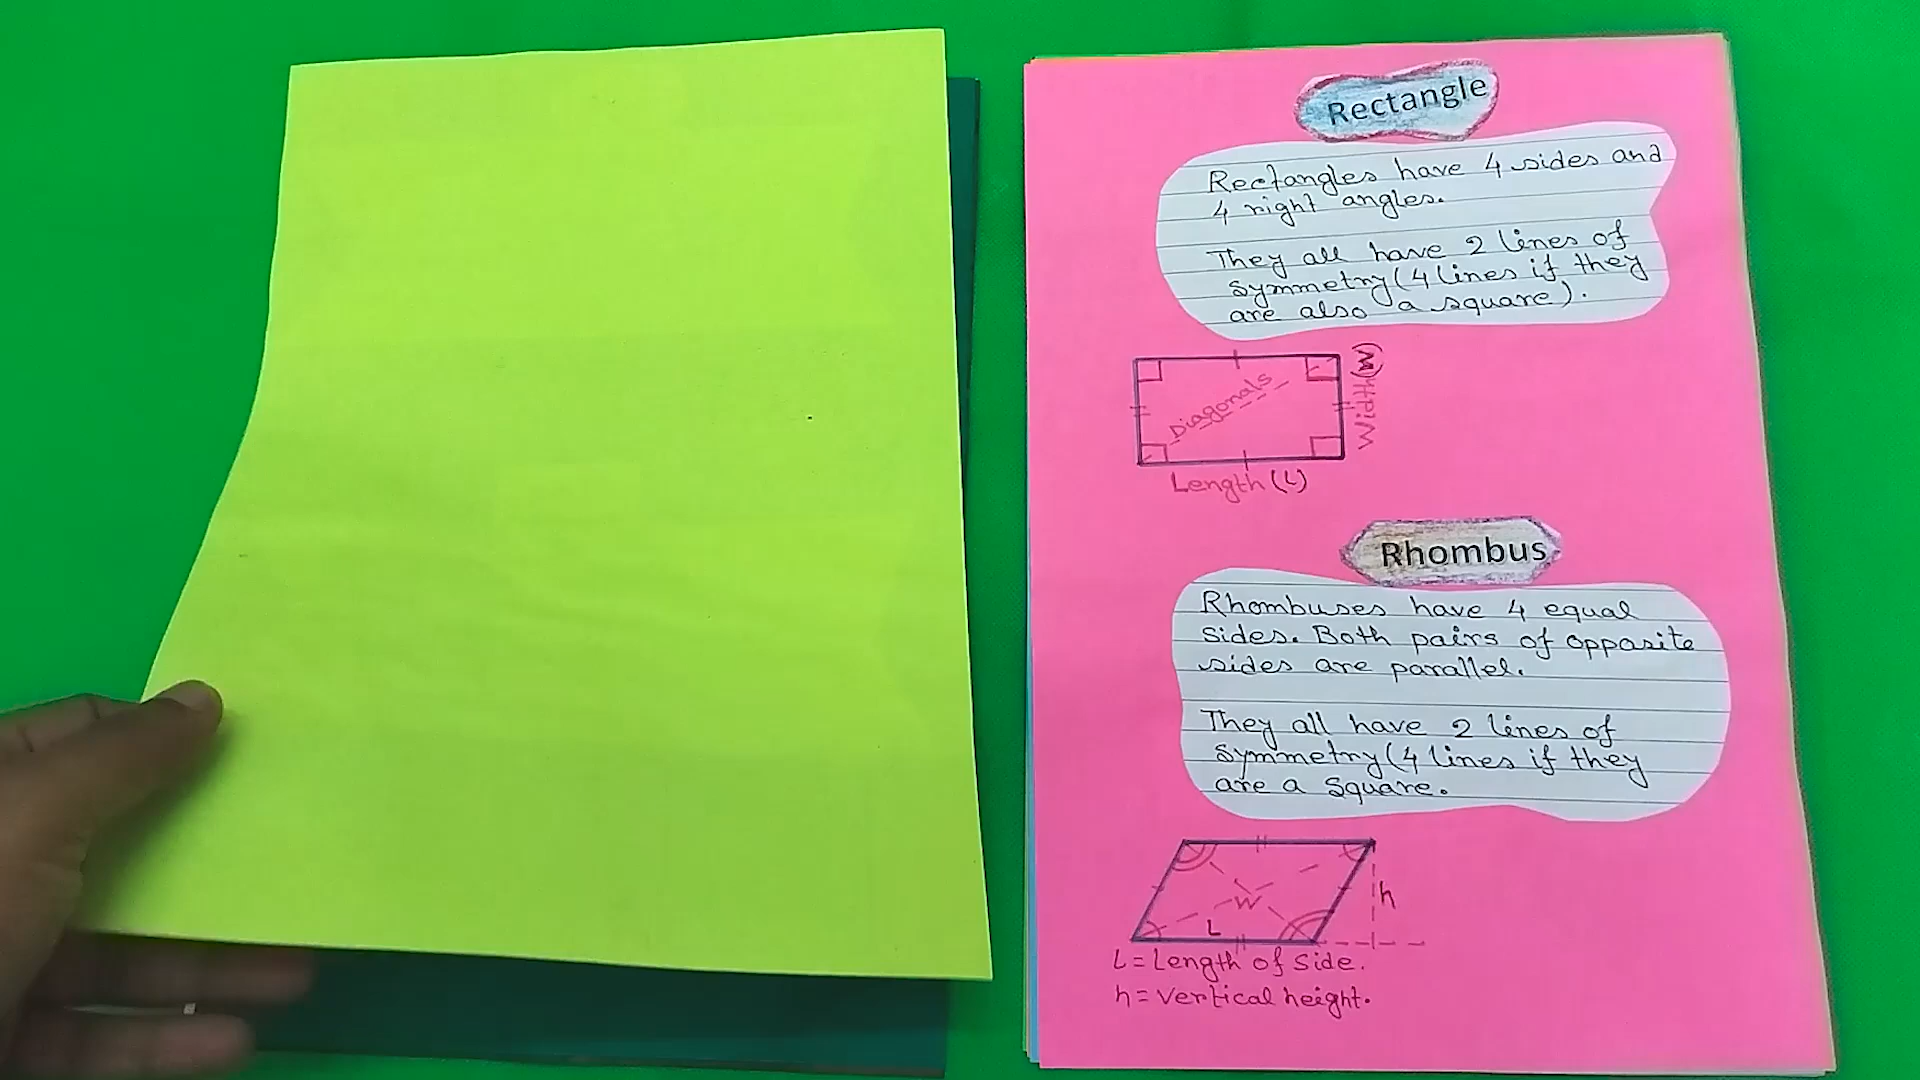 Rectangle
Rectangles have 4 sides and
4 right angles.
They all have 2 lines of
symmetry (4 lines if they
are also a square).
Diagonals
Width (W)
Length (L)
Rhombus
Rhombuses have 4 equal
sides. Both pairs of opposite
sides are parallel.
They all have 2 lines of
symmetry (4 lines if they
are a square.
h
W
L
L = Length of side.
h = vertical height.